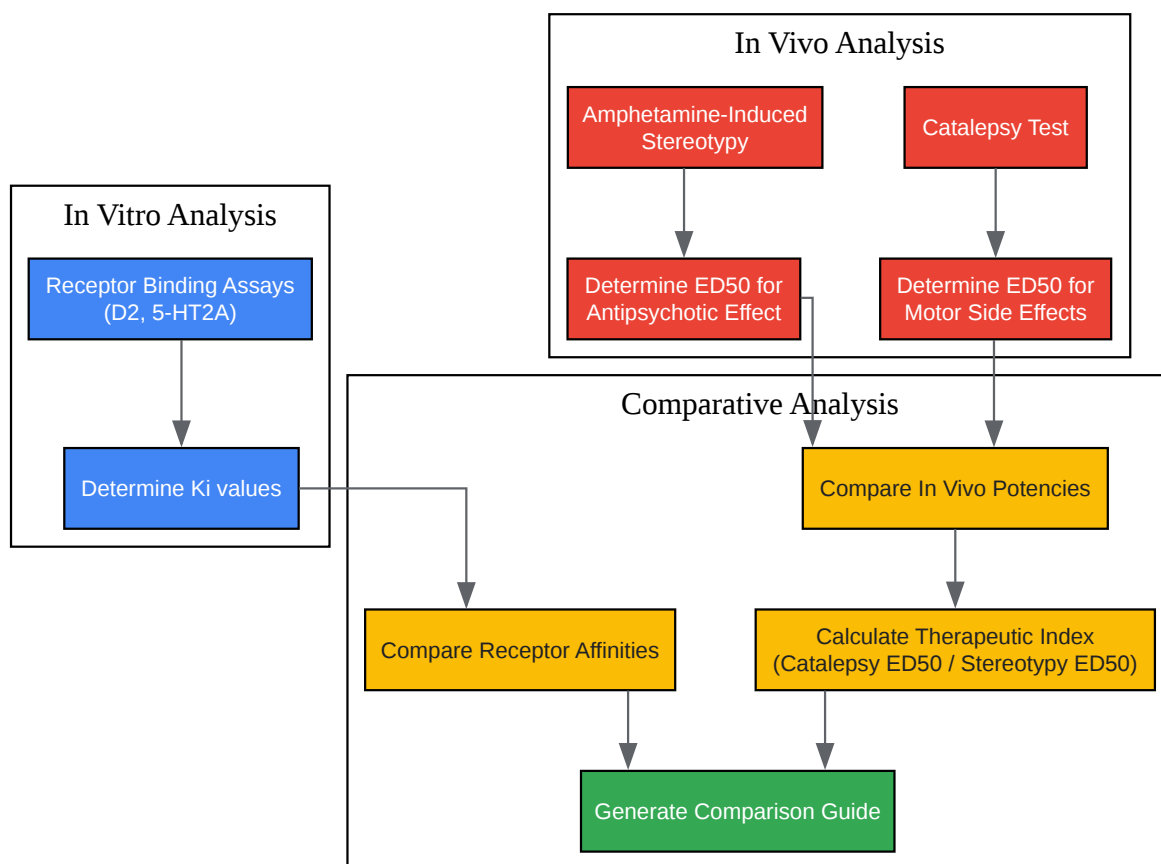 In Vivo Analysis
Amphetamine-Induced
Stereotypy
Catalepsy Test
In Vitro Analysis
Receptor Binding Assays
(D2, 5-HT2A)
Determine ED50 for
Antipsychotic Effect
Determine ED50 for
Motor Side Effects
Comparative Analysis
Determine Ki values
Compare In Vivo Potencies
Compare Receptor Affinities
Calculate Therapeutic Index
(Catalepsy ED50 / Stereotypy ED50)
Generate Comparison Guide